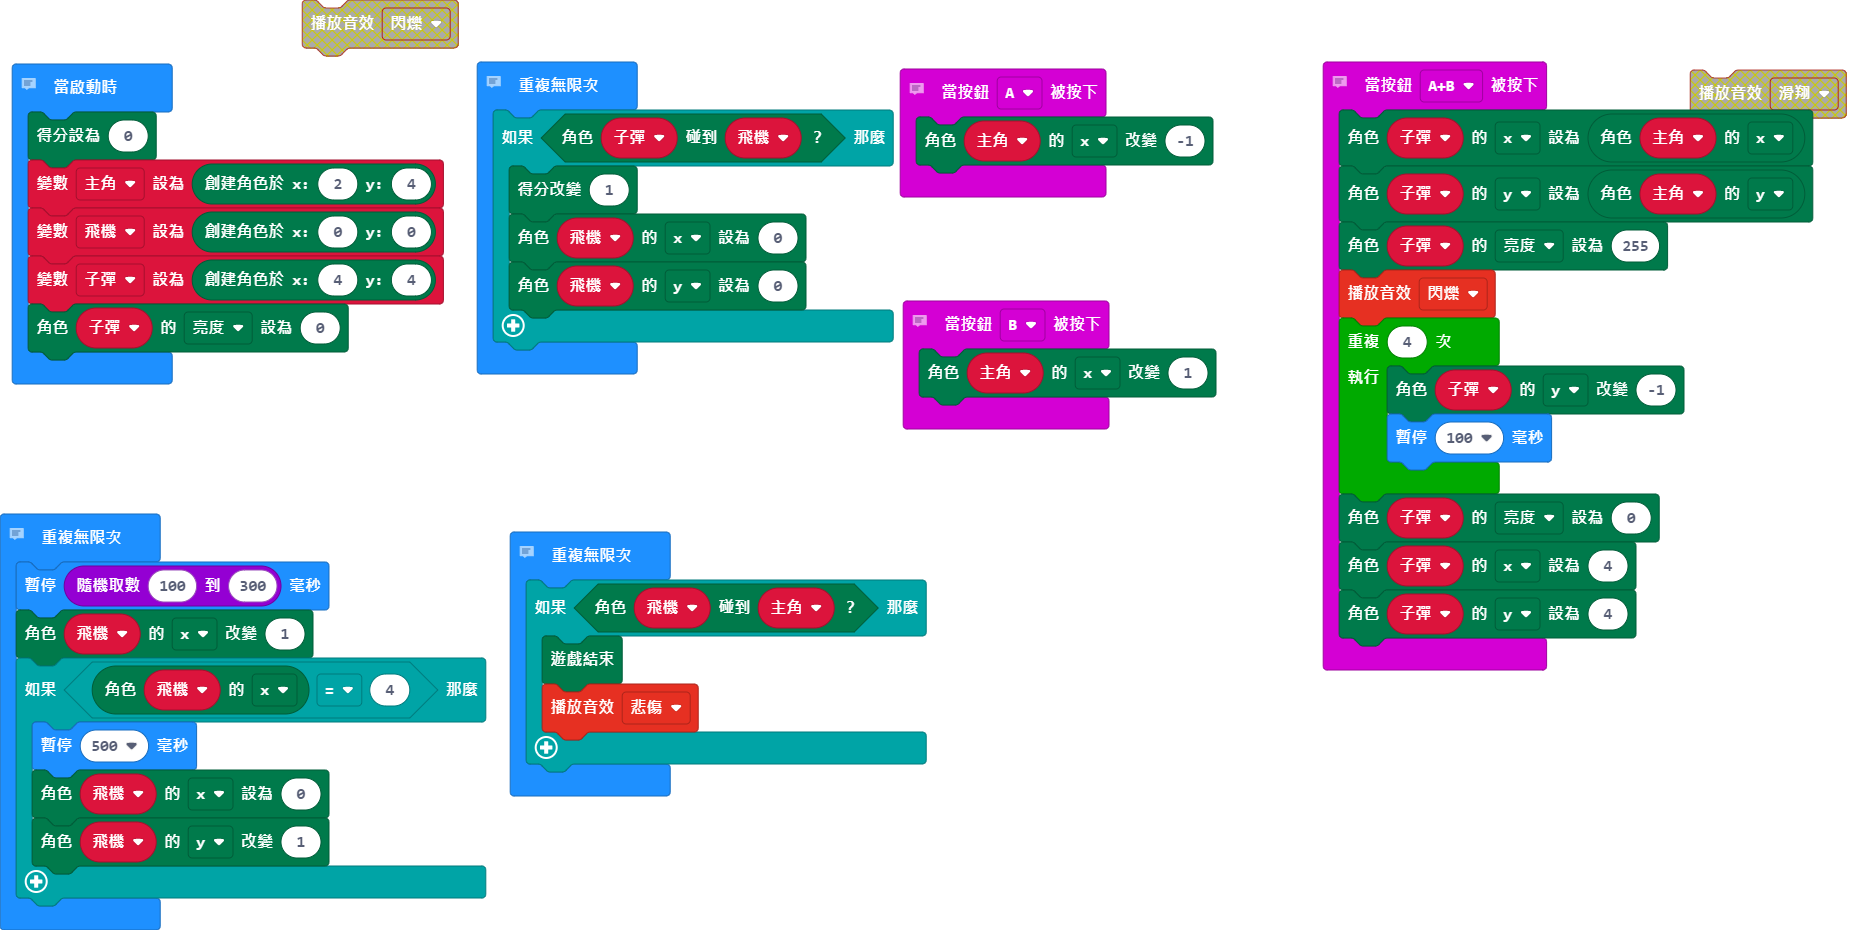 播放音效 閃爍
當啟動時
得分設為 0
變數 主角 設為 創建角色於 x: 2 y: 4
變數 飛機 設為 創建角色於 x: 0 y: 0
變數 子彈 設為 創建角色於 x: 4 y: 4
角色 子彈 的 亮度 設為 0
重複無限次
如果 角色 子彈 碰到 飛機 ? 那麼
得分改變 1
角色 飛機 的 x 設為 0
角色 飛機 的 y 設為 0
當按鈕 A 被按下
角色 主角 的 x 改變 -1
當按鈕 B 被按下
角色 主角 的 x 改變 1
當按鈕 A+B 被按下
播放音效 滑翔
角色 子彈 的 x 設為 角色 主角 的 x
角色 子彈 的 y 設為 角色 主角 的 y
角色 子彈 的 亮度 設為 255
播放音效 閃爍
重複 4 次
執行
角色 子彈 的 y 改變 -1
暫停 100 毫秒
角色 子彈 的 亮度 設為 0
角色 子彈 的 x 設為 4
角色 子彈 的 y 設為 4
重複無限次
暫停 隨機取數 100 到 300 毫秒
角色 飛機 的 x 改變 1
如果 角色 飛機 的 x = 4 那麼
暫停 500 毫秒
角色 飛機 的 x 設為 0
角色 飛機 的 y 改變 1
重複無限次
如果 角色 飛機 碰到 主角 ? 那麼
遊戲結束
播放音效 悲傷